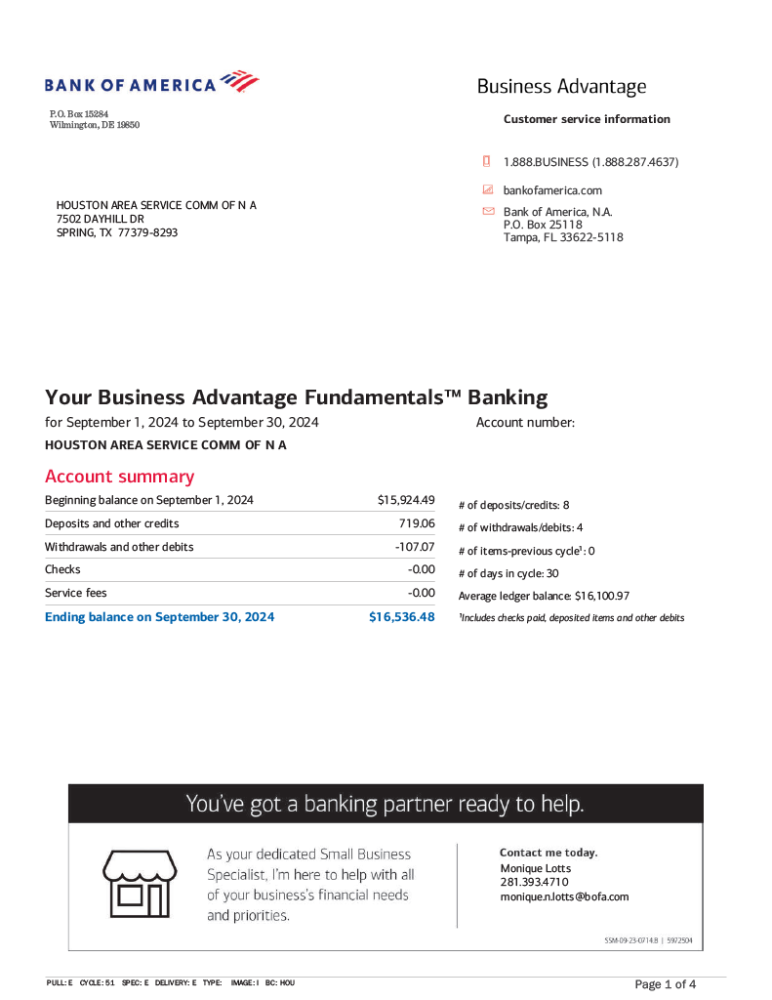 BANK OF AMERICA
P.O. Box 15284
Wilmington, DE 19850
Business Advantage
Customer service information
1.888.BUSINESS (1.888.287.4637)
bankofamerica.com
Bank of America, N.A.
P.O. Box 25118
Tampa, FL 33622-5118
HOUSTON AREA SERVICE COMM OF N A
7502 DAYHILL DR
SPRING, TX 77379-8293
Your Business Advantage Fundamentals™ Banking
for September 1, 2024 to September 30, 2024
Account number:
HOUSTON AREA SERVICE COMM OF N A
Account summary
Beginning balance on September 1, 2024 $15,924.49
Deposits and other credits 719.06
Withdrawals and other debits -107.07
Checks -0.00
Service fees -0.00
Ending balance on September 30, 2024 $16,536.48
# of deposits/credits: 8
# of withdrawals/debits: 4
# of items-previous cycle¹: 0
# of days in cycle: 30
Average ledger balance: $16,100.97
¹Includes checks paid, deposited items and other debits
You've got a banking partner ready to help.
As your dedicated Small Business
Specialist, I'm here to help with all
of your business's financial needs
and priorities.
Contact me today.
Monique Lotts
281.393.4710
monique.n.lotts@bofa.com
SSM-09-23-0714.B | 5972504
PULL: E CYCLE: 51 SPEC: E DELIVERY: E TYPE: IMAGE: I BC: HOU
Page 1 of 4